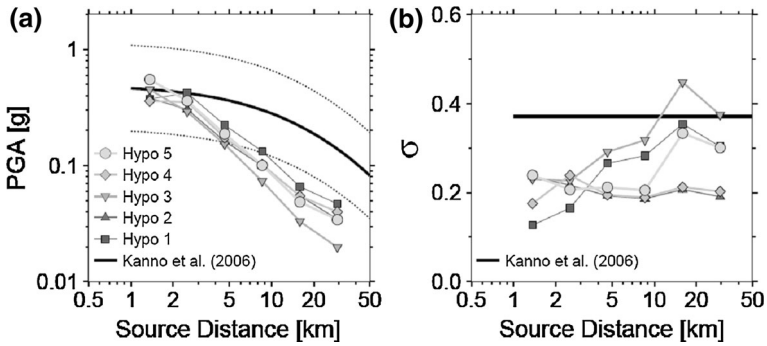 (a)
PGA [g]
1
0.1
0.01
Hypo 5
Hypo 4
Hypo 3
Hypo 2
Hypo 1
Kanno et al. (2006)
0.5 1 2 5 10 20 50
Source Distance [km]
(b)
σ
0.6
0.4
0.2
0.0
Kanno et al. (2006)
0.5 1 2 5 10 20 50
Source Distance [km]